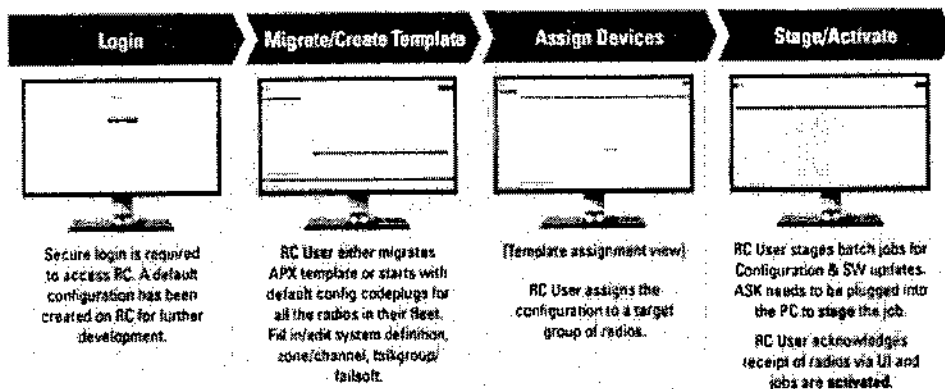 Login
Migrate/Create Template
Assign Devices
Stage/Activate
Secure login is required
to access RC. A default
configuration has been
created on RC for further
development.
RC User either migrates
APX template or starts with
default config codeplugs for
all the radios in their fleet.
Fill in/edit system definition,
zone/channel, talkgroup/
failsoft.
[Template assignment view]
RC User assigns the
configuration to a target
group of radios.
RC User stages batch jobs for
Configuration & SW updates.
ASK needs to be plugged into
the PC to stage the job.
RC User acknowledges
receipt of radios via UI and
jobs are activated.